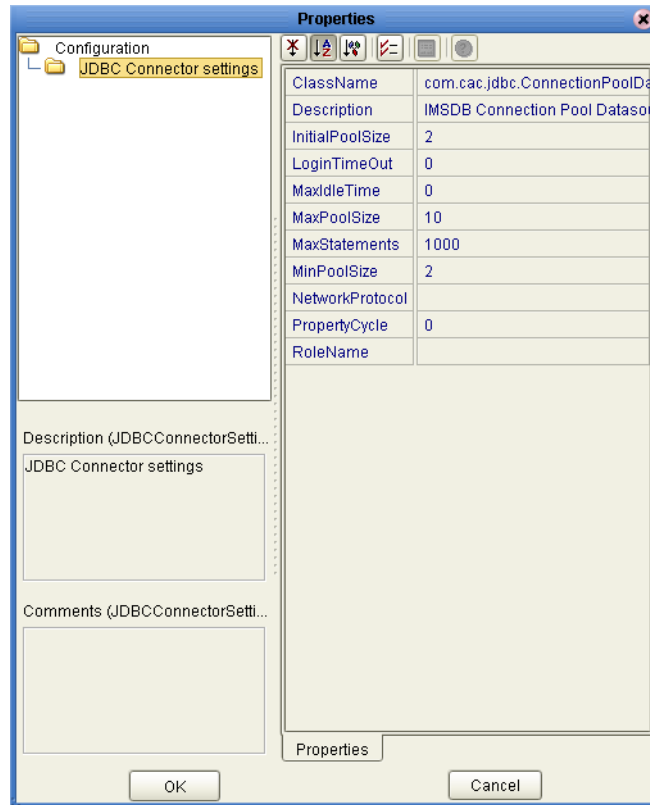 Properties
Configuration
JDBC Connector settings
ClassName com.cac.jdbc.ConnectionPoolDa
Description IMSDB Connection Pool Datasou
InitialPoolSize 2
LoginTimeOut 0
MaxIdleTime 0
MaxPoolSize 10
MaxStatements 1000
MinPoolSize 2
NetworkProtocol
PropertyCycle 0
RoleName
Description (JDBCConnectorSetti...
JDBC Connector settings
Comments (JDBCConnectorSetti...
Properties
OK Cancel